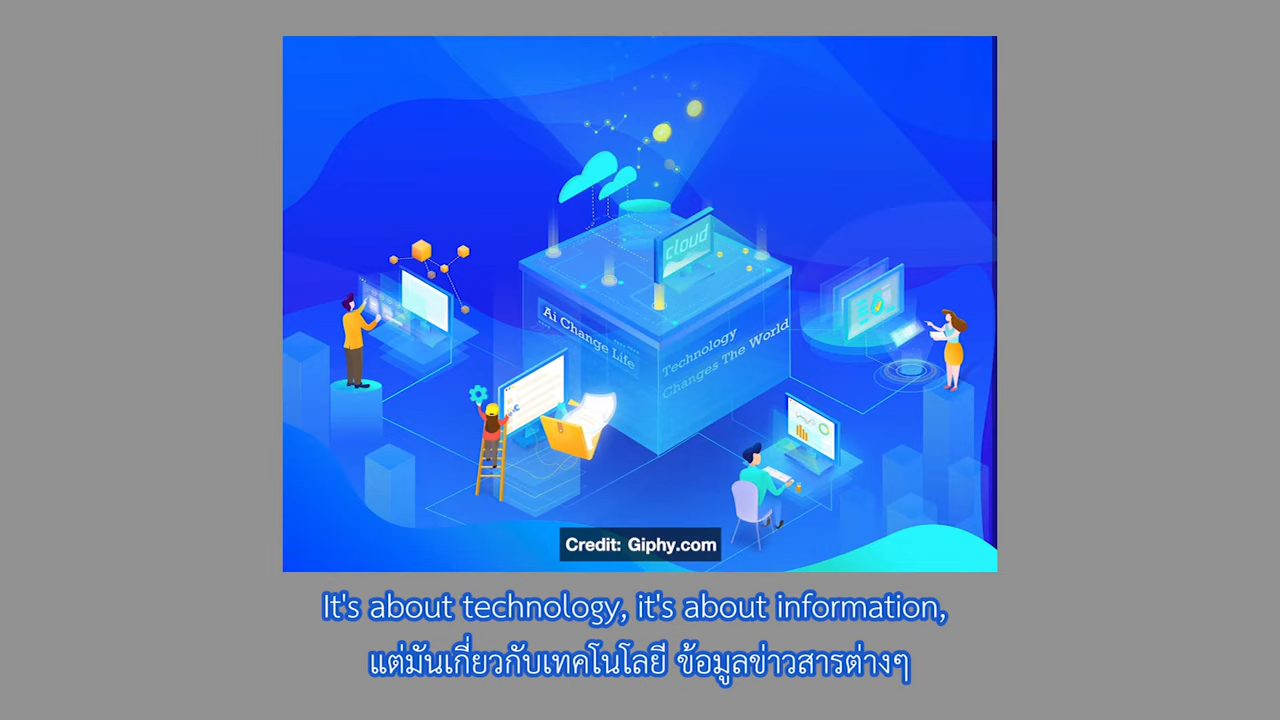 cloud
Ai Change Life
Technology
Changes The World
Credit: Giphy.com
It's about technology, it's about information,
แต่มันเกี่ยวกับเทคโนโลยี ข้อมูลข่าวสารต่างๆ